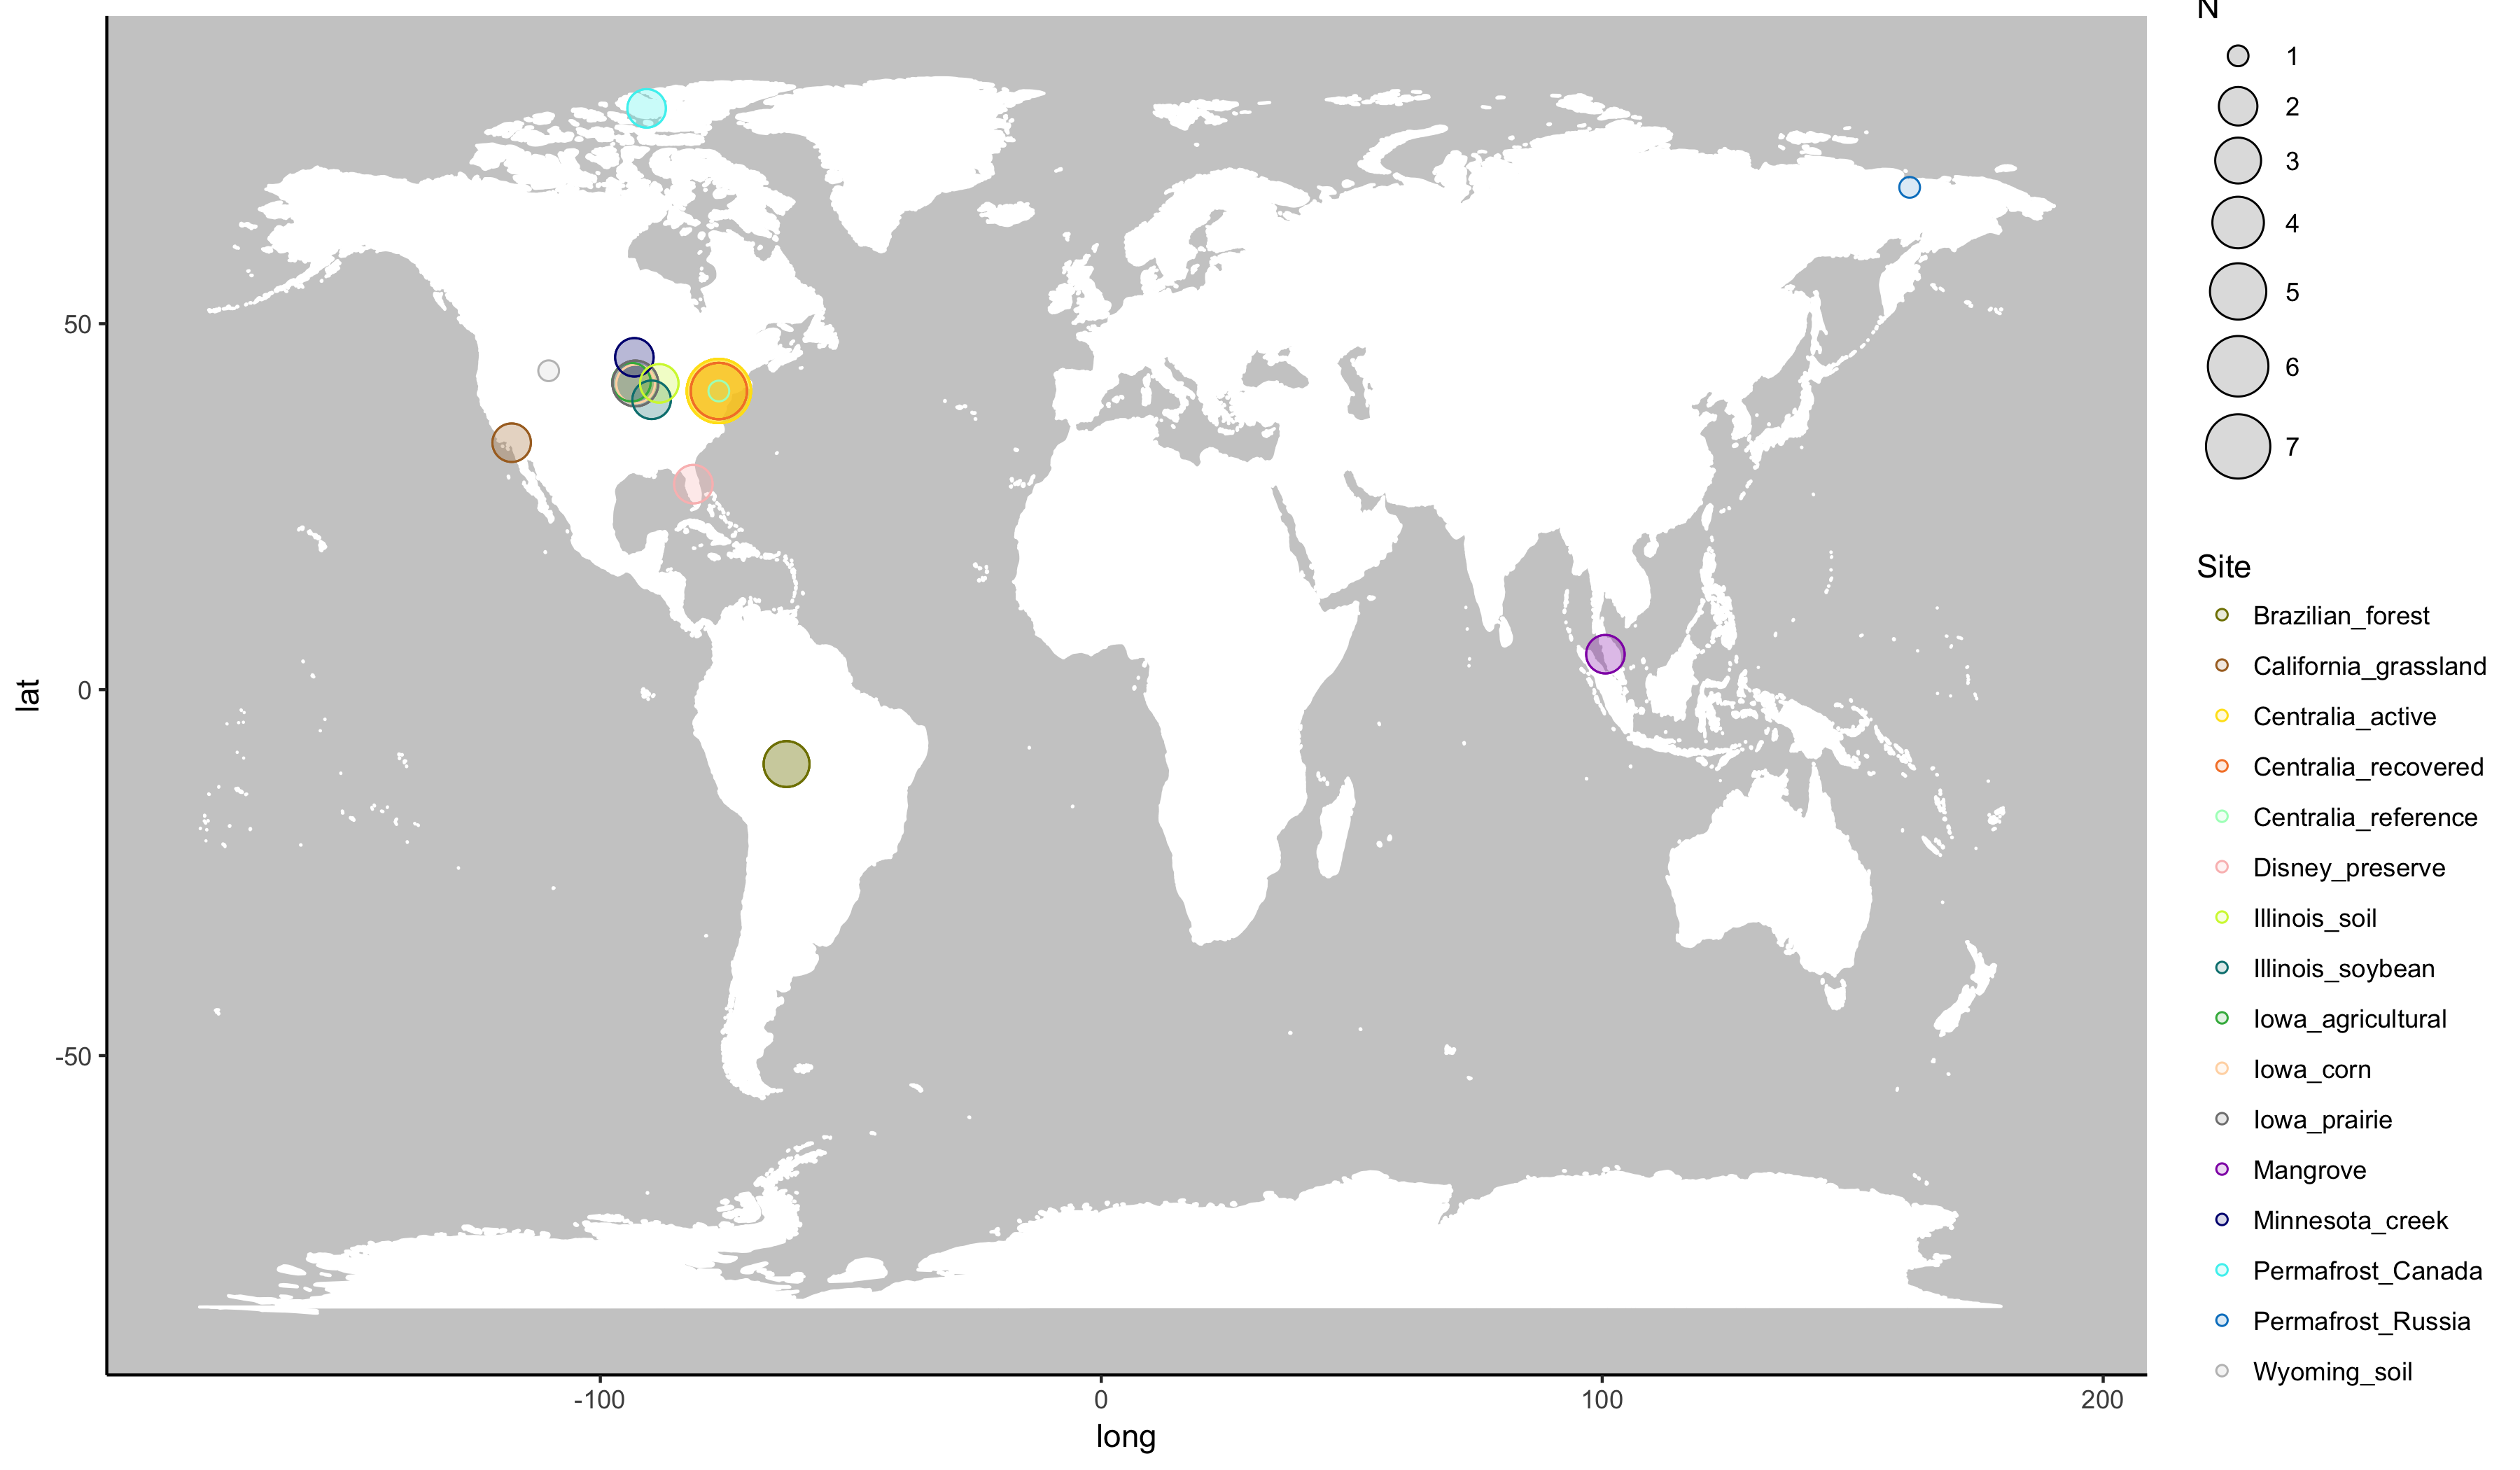 N
1
2
3
4
5
6
7
Site
Brazilian_forest
California_grassland
Centralia_active
Centralia_recovered
Centralia_reference
Disney_preserve
Illinois_soil
Illinois_soybean
Iowa_agricultural
Iowa_corn
Iowa_prairie
Mangrove
Minnesota_creek
Permafrost_Canada
Permafrost_Russia
Wyoming_soil
lat
50
0
-50
-100
0
100
200
long